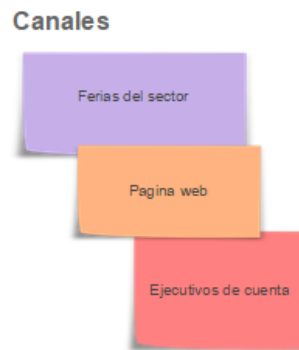 Canales
Ferias del sector
Pagina web
Ejecutivos de cuenta